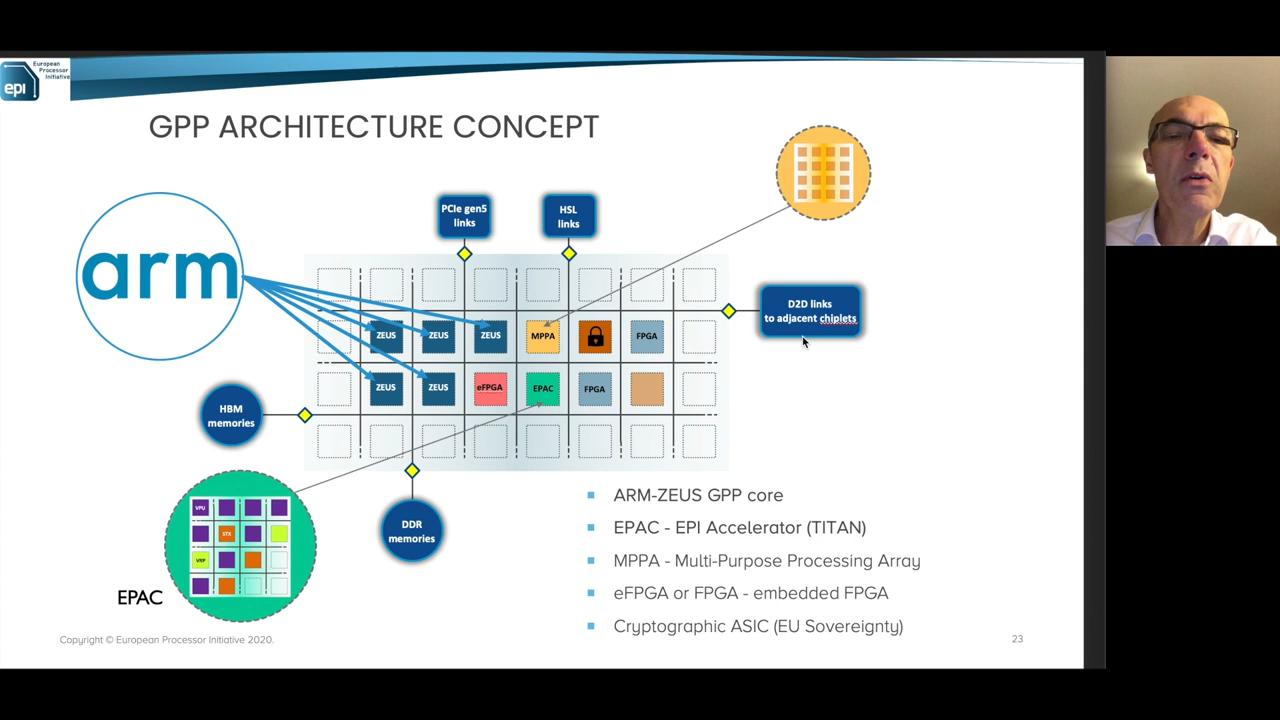 European
Processor
Initiative
epi
GPP ARCHITECTURE CONCEPT
arm
PCIe gen5
links
HSL
links
D2D links
to adjacent chiplets
ZEUS
ZEUS
ZEUS
MPPA
FPGA
ZEUS
ZEUS
eFPGA
EPAC
FPGA
HBM
memories
DDR
memories
VPU
STX
VRP
EPAC
▪ ARM-ZEUS GPP core
▪ EPAC - EPI Accelerator (TITAN)
▪ MPPA - Multi-Purpose Processing Array
▪ eFPGA or FPGA - embedded FPGA
▪ Cryptographic ASIC (EU Sovereignty)
Copyright © European Processor Initiative 2020.
23